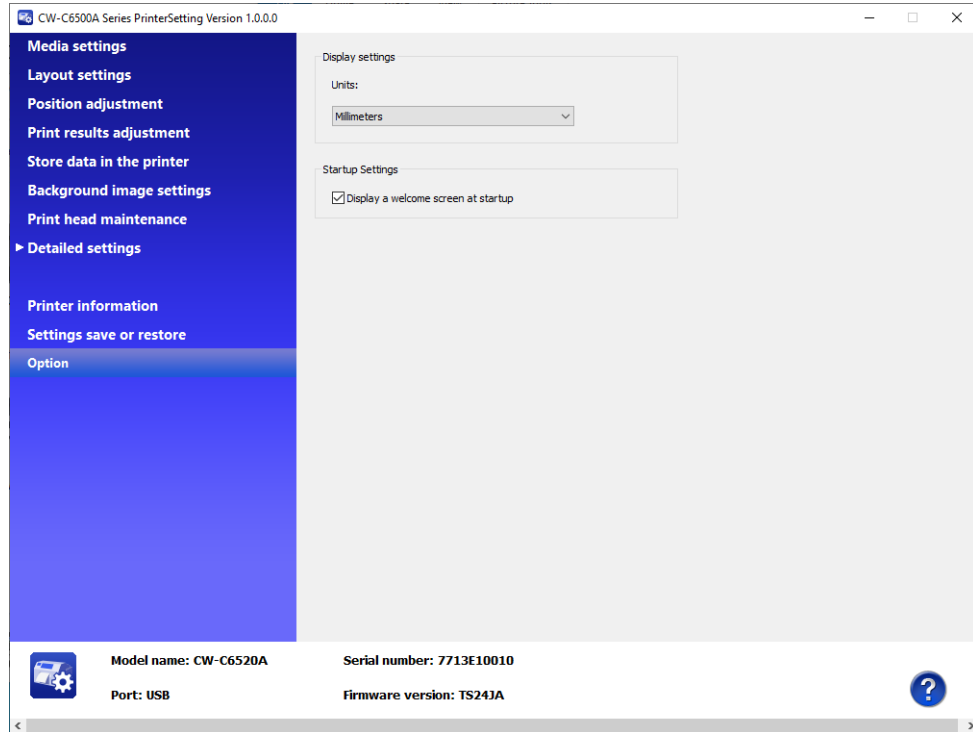 CW-C6500A Series PrinterSetting Version 1.0.0.0
Media settings
Layout settings
Position adjustment
Print results adjustment
Store data in the printer
Background image settings
Print head maintenance
Detailed settings
Printer information
Settings save or restore
Option
Display settings
Units:
Millimeters
Startup Settings
Display a welcome screen at startup
Model name: CW-C6520A
Serial number: 7713E10010
Port: USB
Firmware version: TS24JA
?